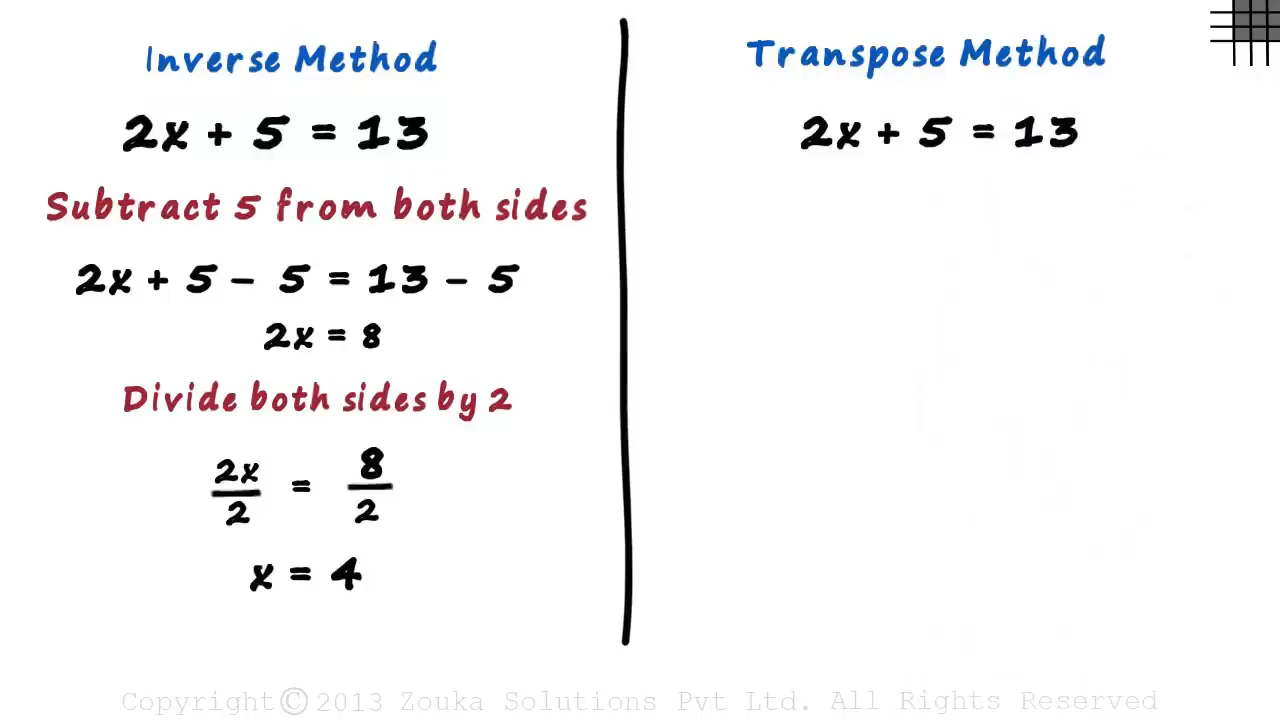 Inverse Method
2x + 5 = 13
Subtract 5 from both sides
2x + 5 – 5 = 13 – 5
2x = 8
Divide both sides by 2
2x/2 = 8/2
x = 4
Transpose Method
2x + 5 = 13
Copyright© 2013 Zouka Solutions Pvt Ltd. All Rights Reserved